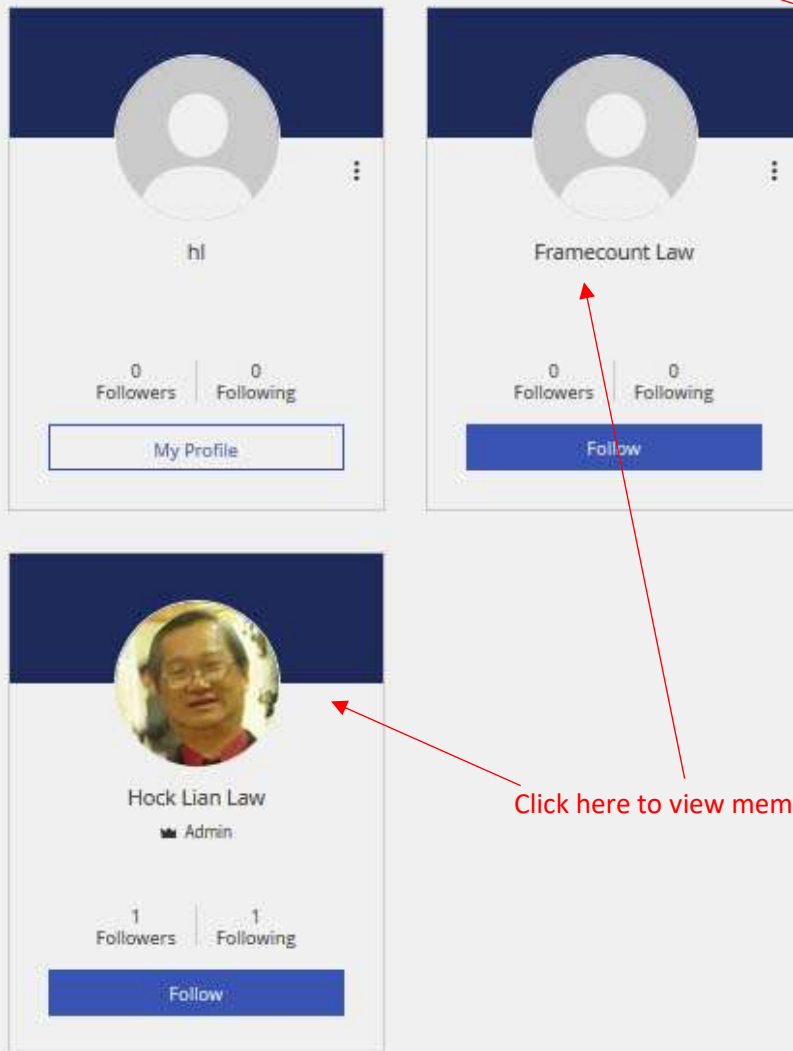 hl
0 Followers
0 Following
My Profile
Framecount Law
0 Followers
0 Following
Follow
Hock Lian Law
Admin
1 Followers
1 Following
Follow
Click here to view mem